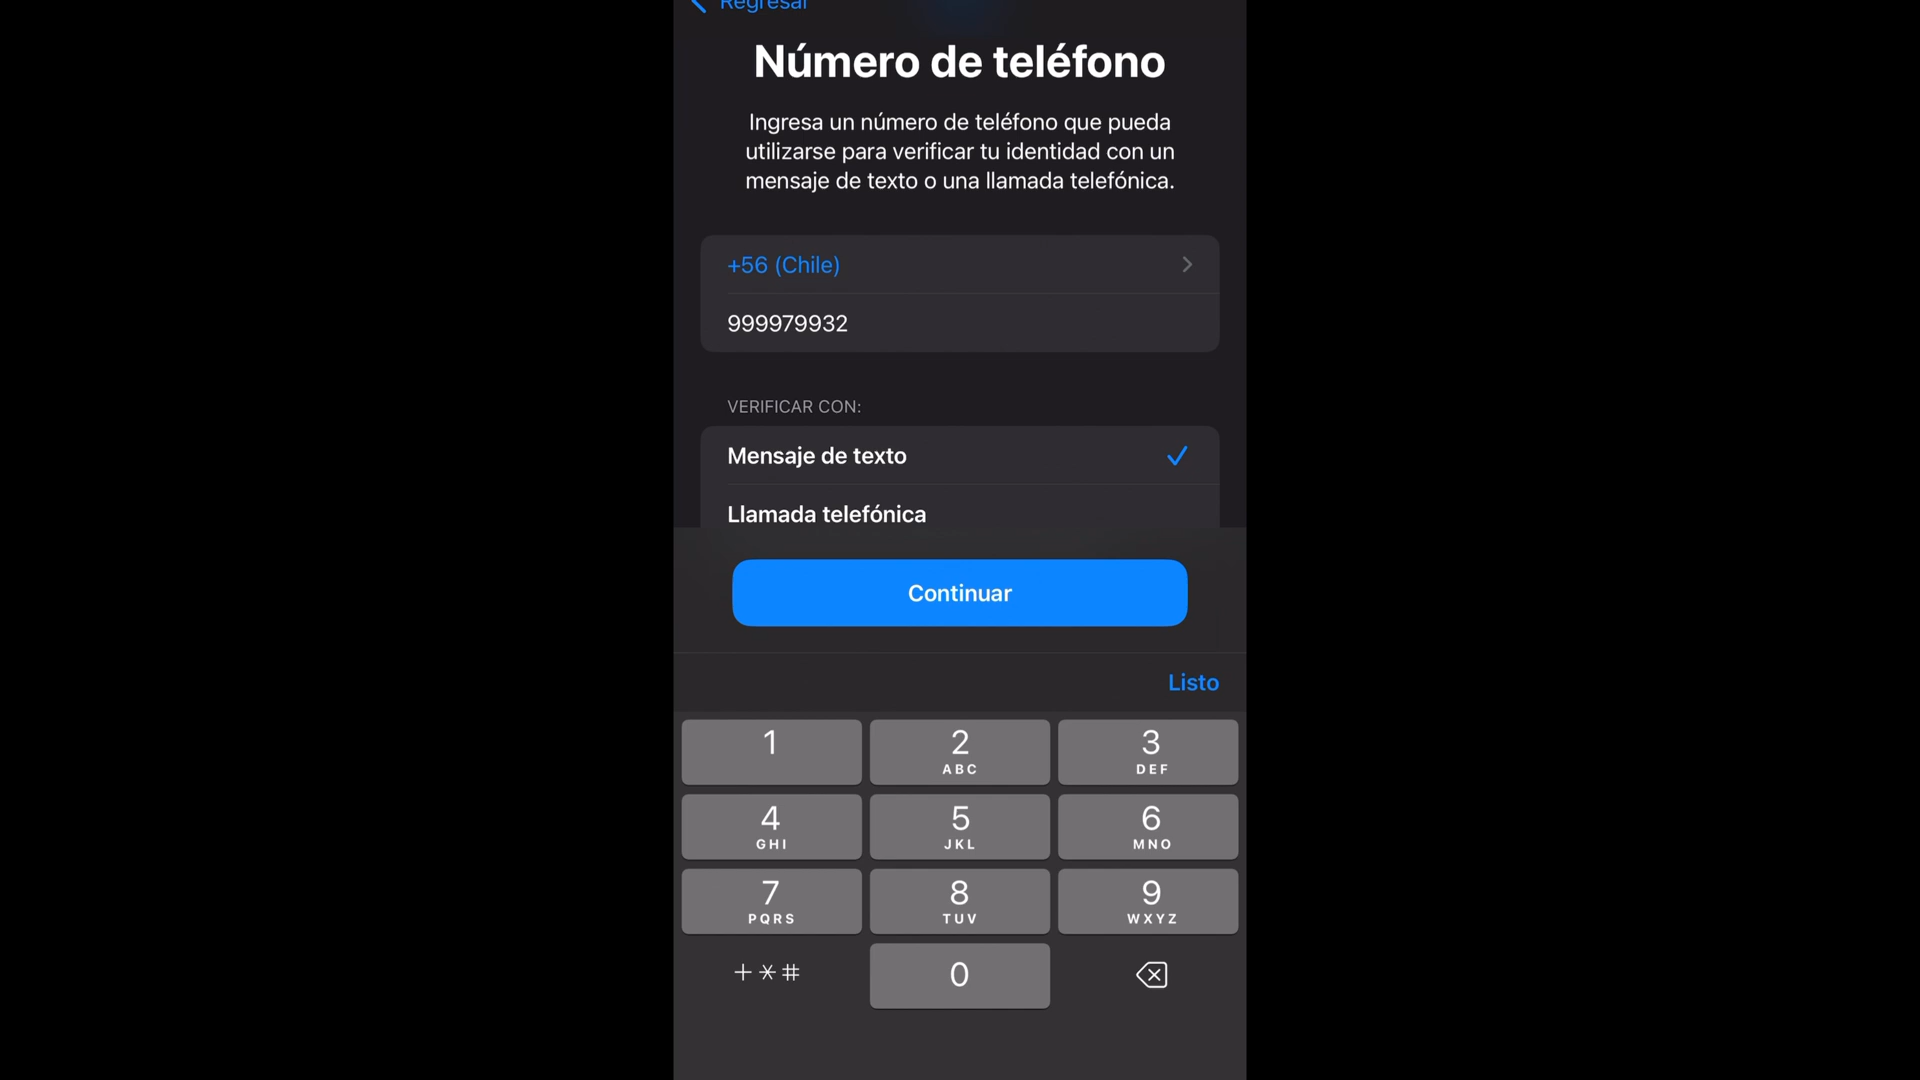 Regresar
Número de teléfono
Ingresa un número de teléfono que pueda
utilizarse para verificar tu identidad con un
mensaje de texto o una llamada telefónica.
+56 (Chile)
999979932
VERIFICAR CON:
Mensaje de texto
Llamada telefónica
Continuar
Listo
1
2
3
ABC
DEF
4
5
6
GHI
JKL
MNO
7
8
9
PQRS
TUV
WXYZ
+*#
0